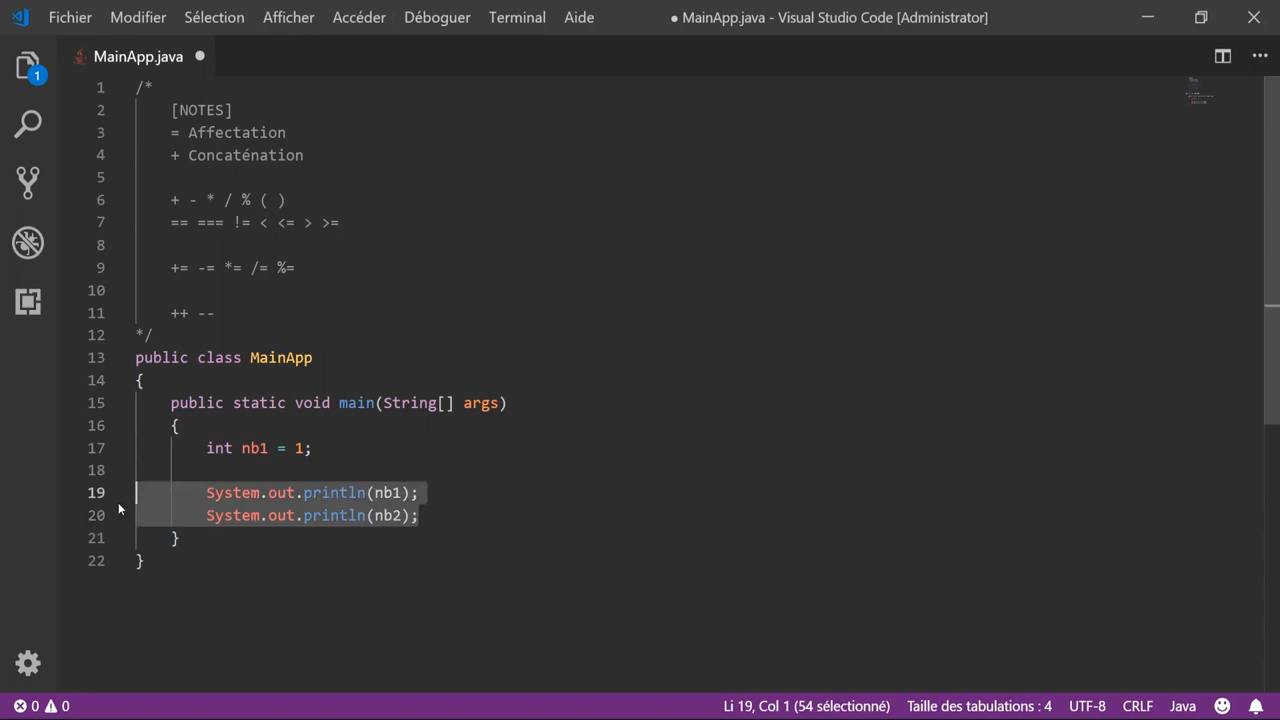 Fichier Modifier Sélection Afficher Accéder Déboguer Terminal Aide ● MainApp.java - Visual Studio Code [Administrator]
MainApp.java ●
1
1 /*
2 [NOTES]
3 = Affectation
4 + Concaténation
5
6 + - * / % ( )
7 == === != < <= > >=
8
9 += -= *= /= %=
10
11 ++ --
12 */
13 public class MainApp
14 {
15 public static void main(String[] args)
16 {
17 int nb1 = 1;
18
19 System.out.println(nb1);
20 System.out.println(nb2);
21 }
22 }
0 0 Li 19, Col 1 (54 sélectionné) Taille des tabulations : 4 UTF-8 CRLF Java